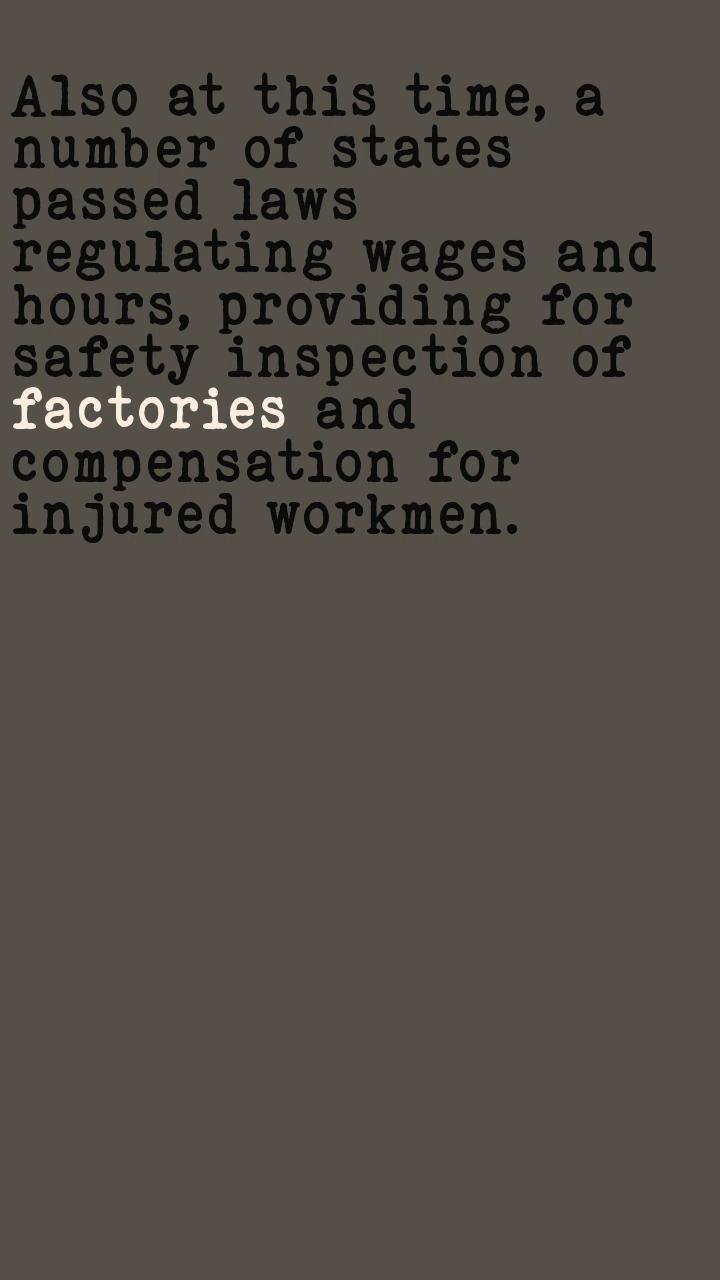 Also at this time, a
number of states
passed laws
regulating wages and
hours, providing for
safety inspection of
factories and
compensation for
injured workmen.